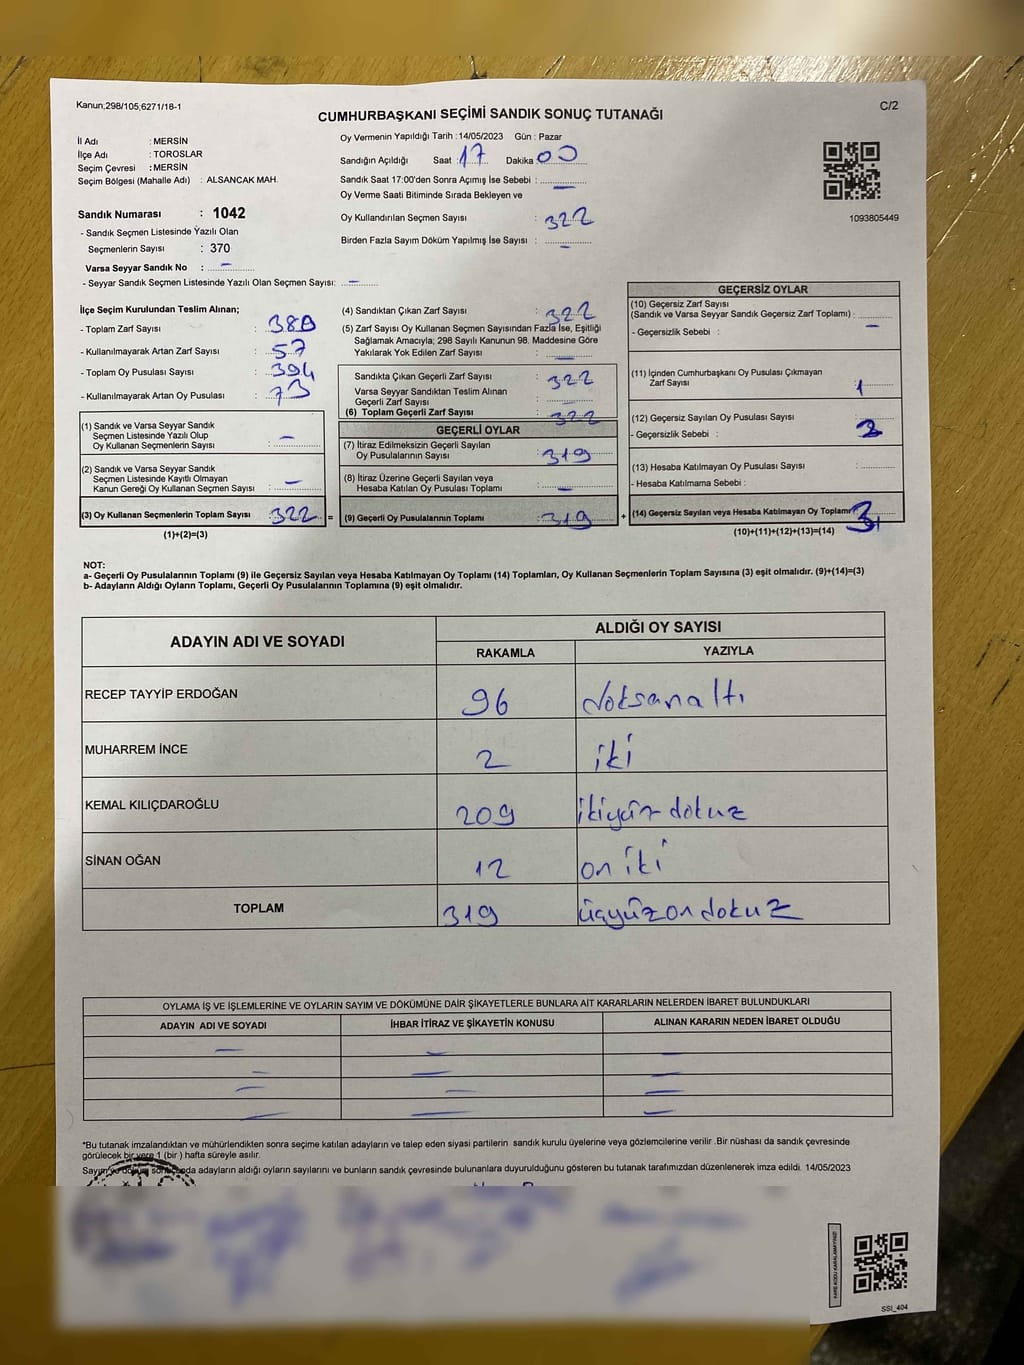 Kanun;298/105;6271/18-1
C/2
CUMHURBAŞKANI SEÇİMİ SANDIK SONUÇ TUTANAĞI
İl Adı : MERSİN
İlçe Adı : TOROSLAR
Seçim Çevresi : MERSİN
Seçim Bölgesi (Mahalle Adı) : ALSANCAK MAH.
Oy Vermenin Yapıldığı Tarih :14/05/2023 Gün : Pazar
Sandığın Açıldığı Saat :17 Dakika 00
Sandık Saat 17:00'den Sonra Açımış İse Sebebi : —
Oy Verme Saati Bitiminde Sırada Bekleyen ve
Oy Kullandırılan Seçmen Sayısı : 322
Birden Fazla Sayım Döküm Yapılmış İse Sayısı : —
1093805449
Sandık Numarası : 1042
- Sandık Seçmen Listesinde Yazılı Olan
Seçmenlerin Sayısı : 370
Varsa Seyyar Sandık No : —
- Seyyar Sandık Seçmen Listesinde Yazılı Olan Seçmen Sayısı: —
İlçe Seçim Kurulundan Teslim Alınan;
- Toplam Zarf Sayısı : 380
- Kullanılmayarak Artan Zarf Sayısı : 57
- Toplam Oy Pusulası Sayısı : 394
- Kullanılmayarak Artan Oy Pusulası : 73
(1) Sandık ve Varsa Seyyar Sandık
Seçmen Listesinde Yazılı Olup
Oy Kullanan Seçmenlerin Sayısı : —
(2) Sandık ve Varsa Seyyar Sandık
Seçmen Listesinde Kayıtlı Olmayan
Kanun Gereği Oy Kullanan Seçmen Sayısı : —
(3) Oy Kullanan Seçmenlerin Toplam Sayısı : 322 =
(1)+(2)=(3)
(4) Sandıktan Çıkan Zarf Sayısı : 322
(5) Zarf Sayısı Oy Kullanan Seçmen Sayısından Fazla İse, Eşitliği
Sağlamak Amacıyla; 298 Sayılı Kanunun 98. Maddesine Göre
Yakılarak Yok Edilen Zarf Sayısı : —
Sandıkta Çıkan Geçerli Zarf Sayısı : 322
Varsa Seyyar Sandıktan Teslim Alınan
Geçerli Zarf Sayısı :
(6) Toplam Geçerli Zarf Sayısı : 322
GEÇERLİ OYLAR
(7) İtiraz Edilmeksizin Geçerli Sayılan
Oy Pusulalarının Sayısı : 319
(8) İtiraz Üzerine Geçerli Sayılan veya
Hesaba Katılan Oy Pusulası Toplamı : —
(9) Geçerli Oy Pusulalarının Toplamı : 319 +
GEÇERSİZ OYLAR
(10) Geçersiz Zarf Sayısı
(Sandık ve Varsa Seyyar Sandık Geçersiz Zarf Toplamı) : —
- Geçersizlik Sebebi :
(11) İçinden Cumhurbaşkanı Oy Pusulası Çıkmayan
Zarf Sayısı : 1
(12) Geçersiz Sayılan Oy Pusulası Sayısı :
- Geçersizlik Sebebi :
(13) Hesaba Katılmayan Oy Pusulası Sayısı :
- Hesaba Katılmama Sebebi :
(14) Geçersiz Sayılan veya Hesaba Katılmayan Oy Toplamı : 3
(10)+(11)+(12)+(13)=(14)
NOT:
a- Geçerli Oy Pusulalarının Toplamı (9) ile Geçersiz Sayılan veya Hesaba Katılmayan Oy Toplamı (14) Toplamları, Oy Kullanan Seçmenlerin Toplam Sayısına (3) eşit olmalıdır. (9)+(14)=(3)
b- Adayların Aldığı Oyların Toplamı, Geçerli Oy Pusulalarının Toplamına (9) eşit olmalıdır.
ADAYIN ADI VE SOYADI ALDIĞI OY SAYISI
RAKAMLA YAZIYLA
RECEP TAYYİP ERDOĞAN 96 doksanaltı
MUHARREM İNCE 2 iki
KEMAL KILIÇDAROĞLU 209 ikiyüz dokuz
SİNAN OĞAN 12 on iki
TOPLAM 319 üçyüzondokuz
OYLAMA İŞ VE İŞLEMLERİNE VE OYLARIN SAYIM VE DÖKÜMÜNE DAİR ŞİKAYETLERLE BUNLARA AİT KARARLARIN NELERDEN İBARET BULUNDUKLARI
ADAYIN ADI VE SOYADI İHBAR İTİRAZ VE ŞİKAYETİN KONUSU ALINAN KARARIN NEDEN İBARET OLDUĞU
— — —
— — —
— — —
— — —
*Bu tutanak imzalandıktan ve mühürlendikten sonra seçime katılan adayların ve talep eden siyasi partilerin sandık kurulu üyelerine veya gözlemcilerine verilir .Bir nüshası da sandık çevresinde
görülecek bir yere 1 (bir ) hafta süreyle asılır.
Sayım ve döküm sonucunda adayların aldığı oyların sayılarını ve bunların sandık çevresinde bulunanlara duyurulduğunu gösteren bu tutanak tarafımızdan düzenlenerek imza edildi. 14/05/2023
KARE KODU KARALAMAYINIZ!
SSI_404